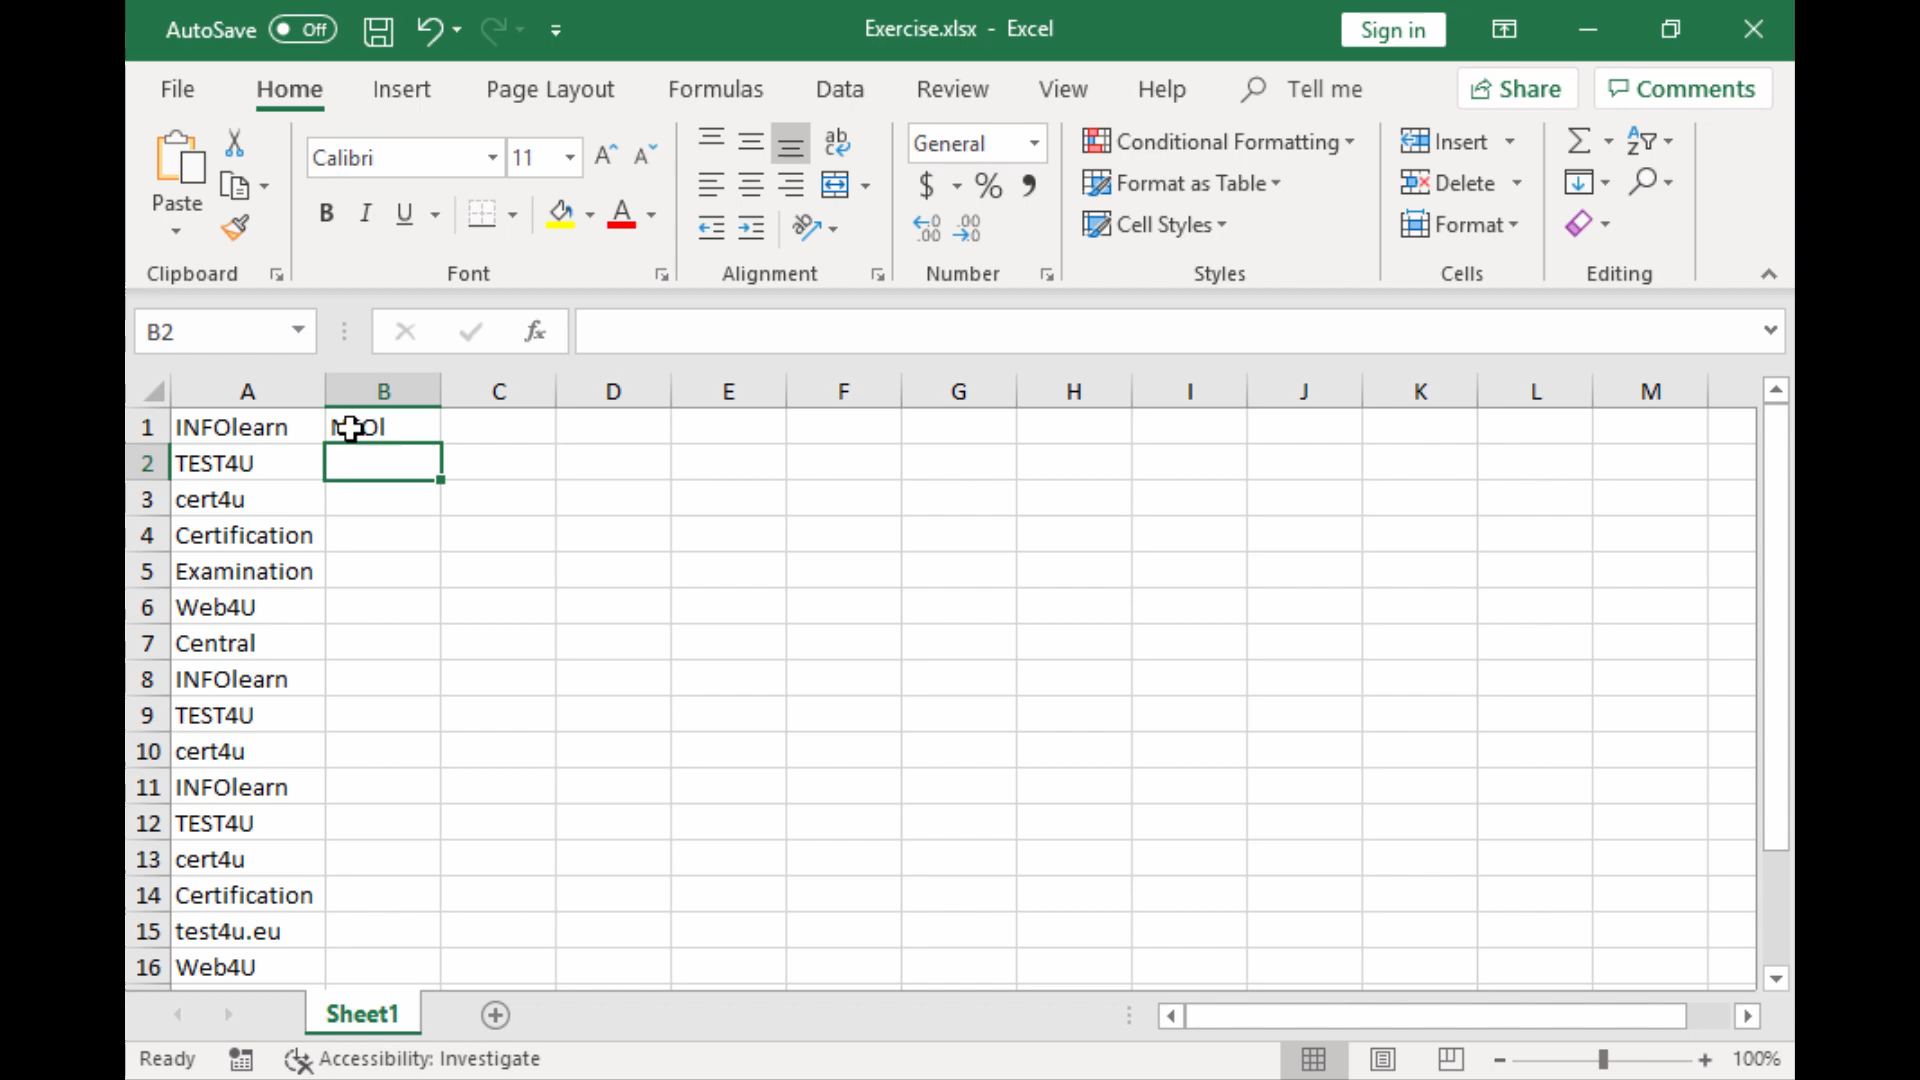 AutoSave Off Exercise.xlsx - Excel Sign in
File Home Insert Page Layout Formulas Data Review View Help Tell me Share Comments
Calibri 11 ab General Conditional Formatting Insert
Paste $ % Format as Table Delete
B I U A .00 .00 Cell Styles Format
Clipboard Font Alignment Number Styles Cells Editing
B2 fx
A B C D E F G H I J K L M
1 INFOlearn
2 TEST4U
3 cert4u
4 Certification
5 Examination
6 Web4U
7 Central
8 INFOlearn
9 TEST4U
10 cert4u
11 INFOlearn
12 TEST4U
13 cert4u
14 Certification
15 test4u.eu
16 Web4U
Sheet1
Ready Accessibility: Investigate 100%